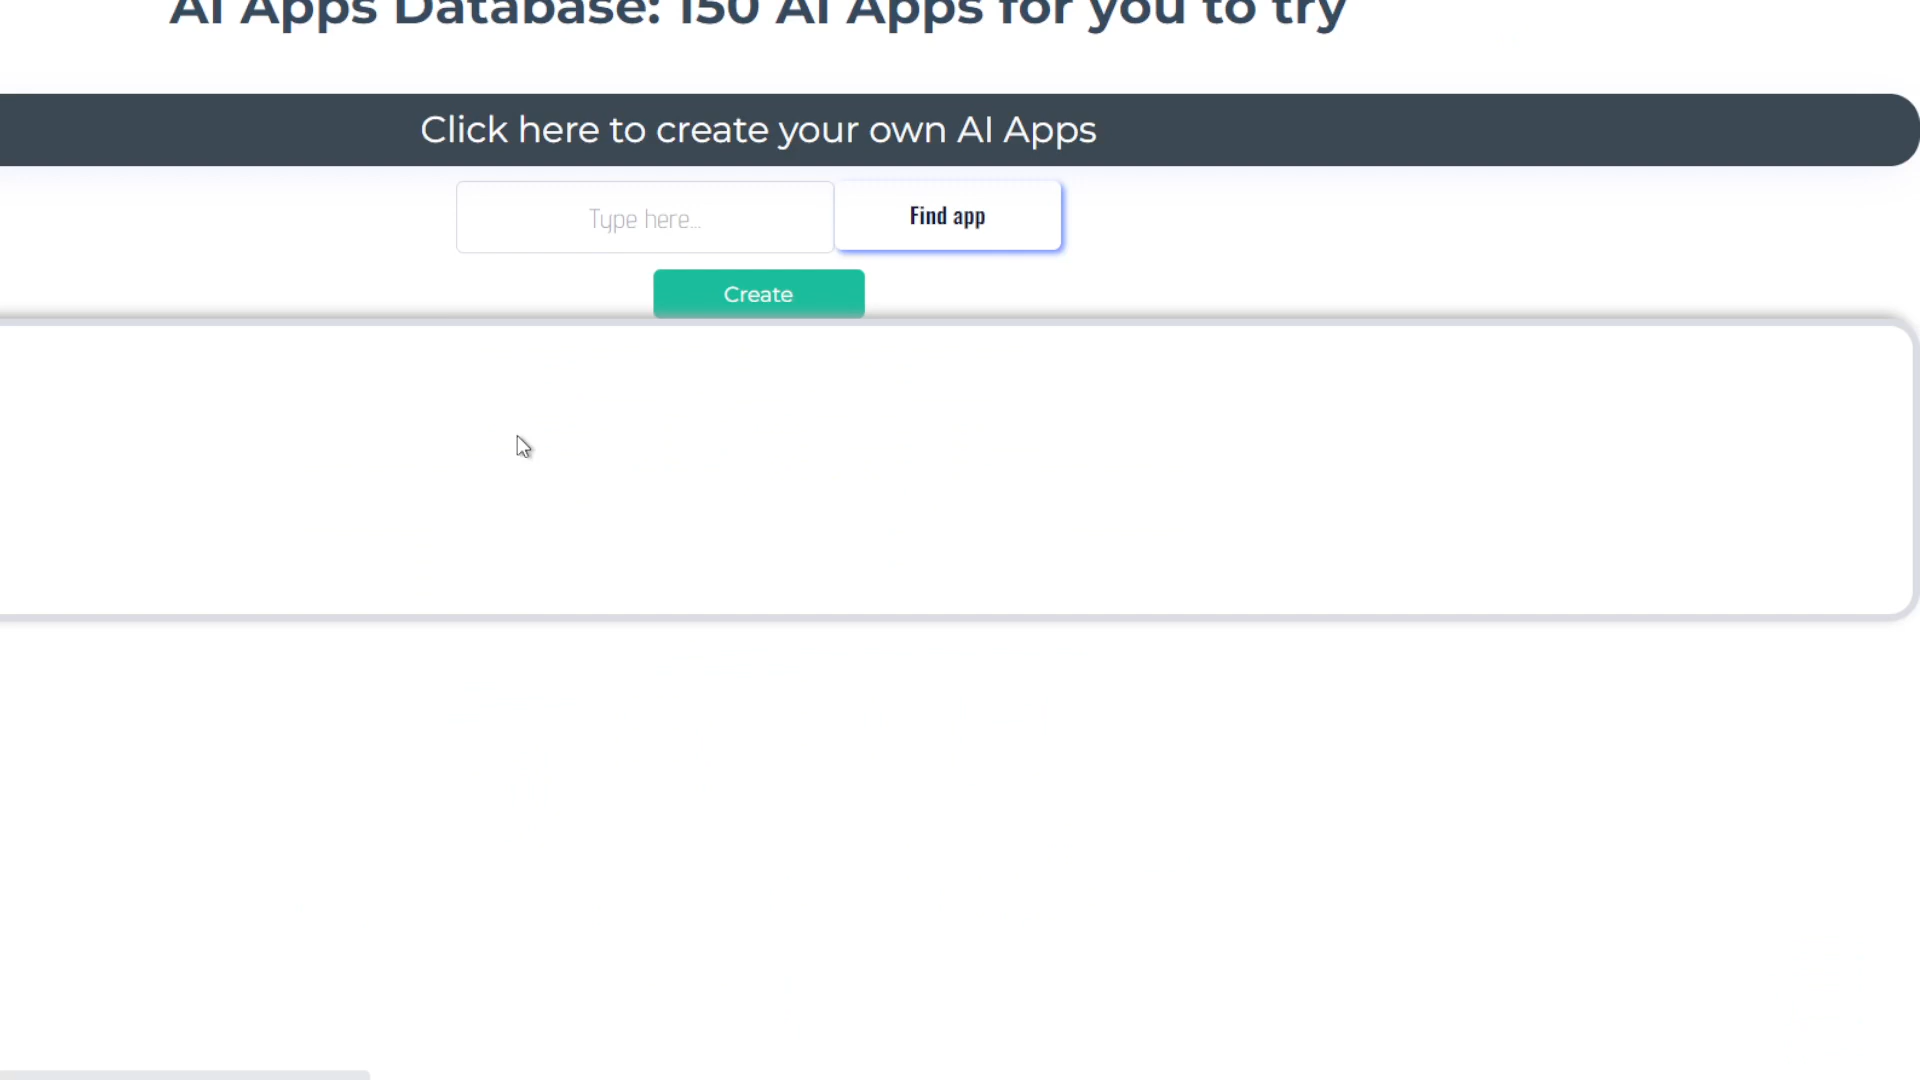 AI Apps Database: 150 AI Apps for you to try
Click here to create your own AI Apps
Type here...
Find app
Create